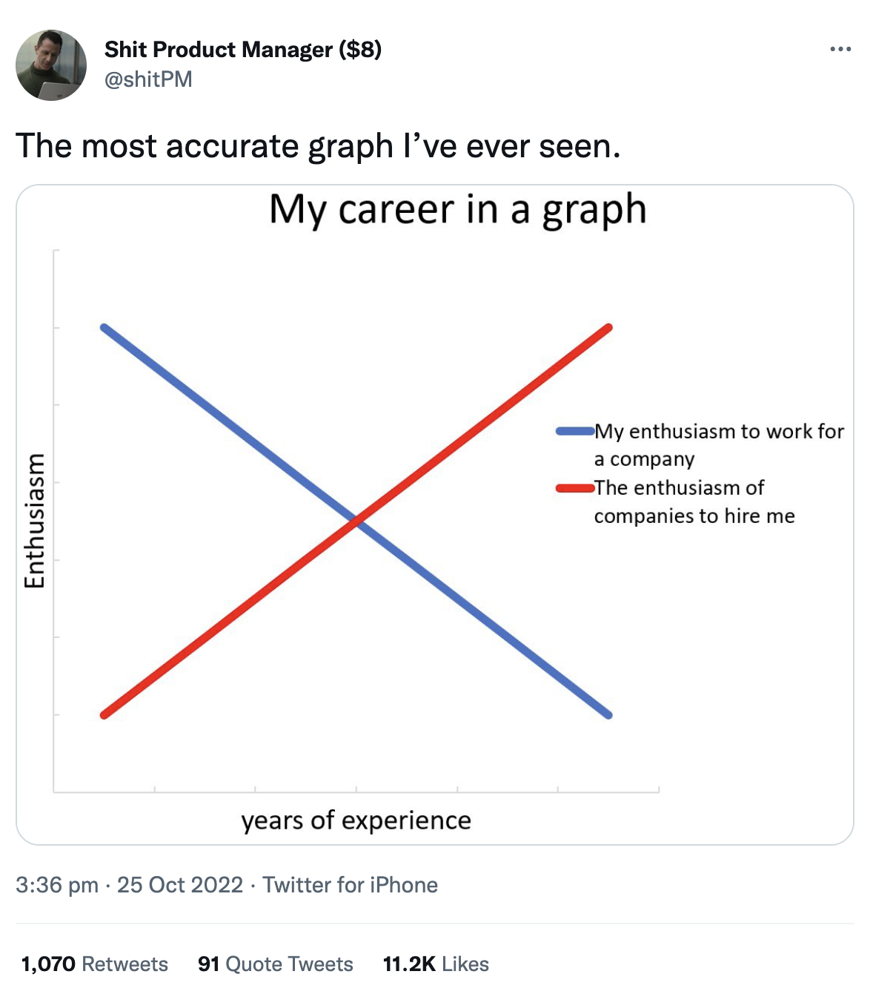 Shit Product Manager ($8)
@shitPM
The most accurate graph I’ve ever seen.
My career in a graph
Enthusiasm
My enthusiasm to work for
a company
The enthusiasm of
companies to hire me
years of experience
3:36 pm · 25 Oct 2022 · Twitter for iPhone
1,070 Retweets 91 Quote Tweets 11.2K Likes